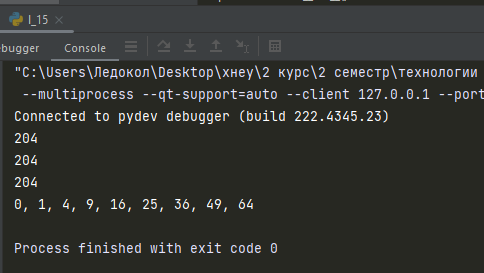 l_15
ebugger
Console
"C:\Users\Ледокол\Desktop\хнеу\2 курс\2 семестр\технологии
--multiprocess --qt-support=auto --client 127.0.0.1 --port
Connected to pydev debugger (build 222.4345.23)
204
204
204
0, 1, 4, 9, 16, 25, 36, 49, 64
Process finished with exit code 0